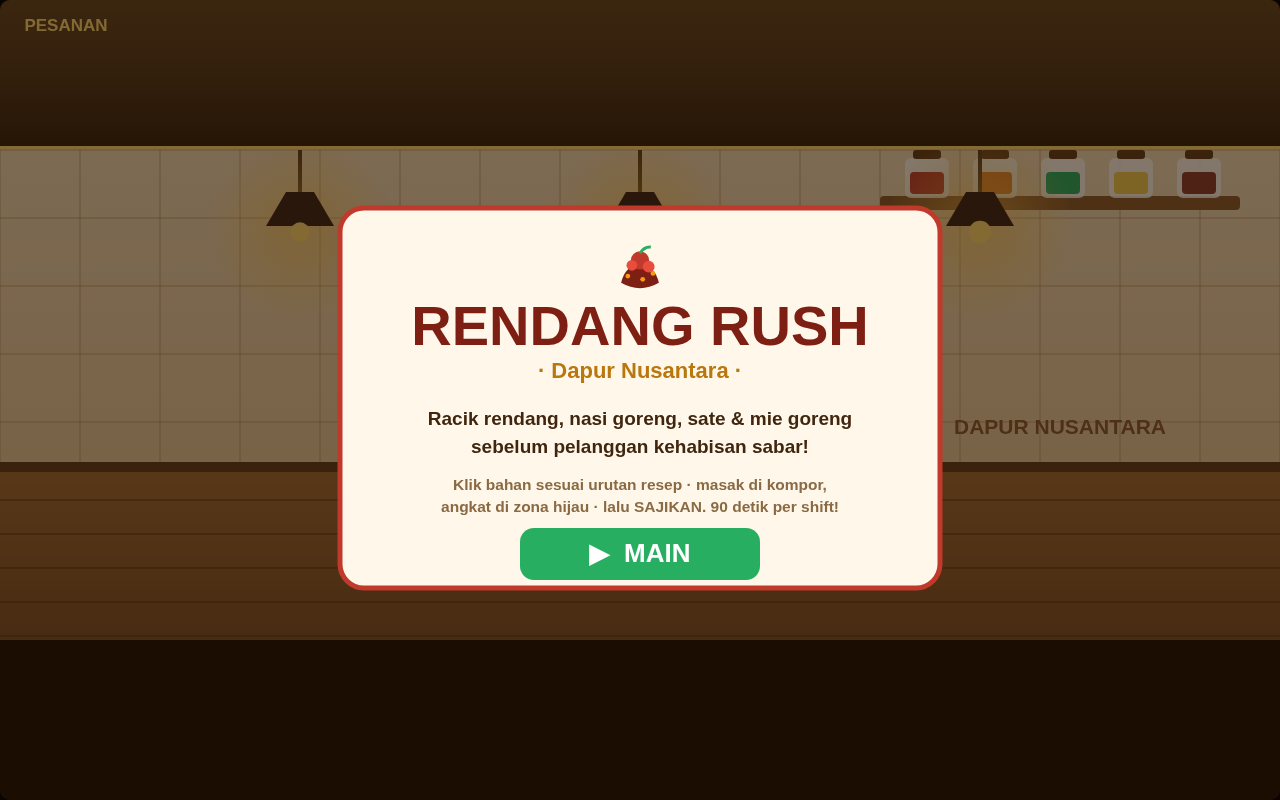 PESANAN
RENDANG RUSH
· Dapur Nusantara ·
Racik rendang, nasi goreng, sate & mie goreng
sebelum pelanggan kehabisan sabar!
DAPUR NUSANTARA
Klik bahan sesuai urutan resep · masak di kompor,
angkat di zona hijau · lalu SAJIKAN. 90 detik per shift!
▶ MAIN